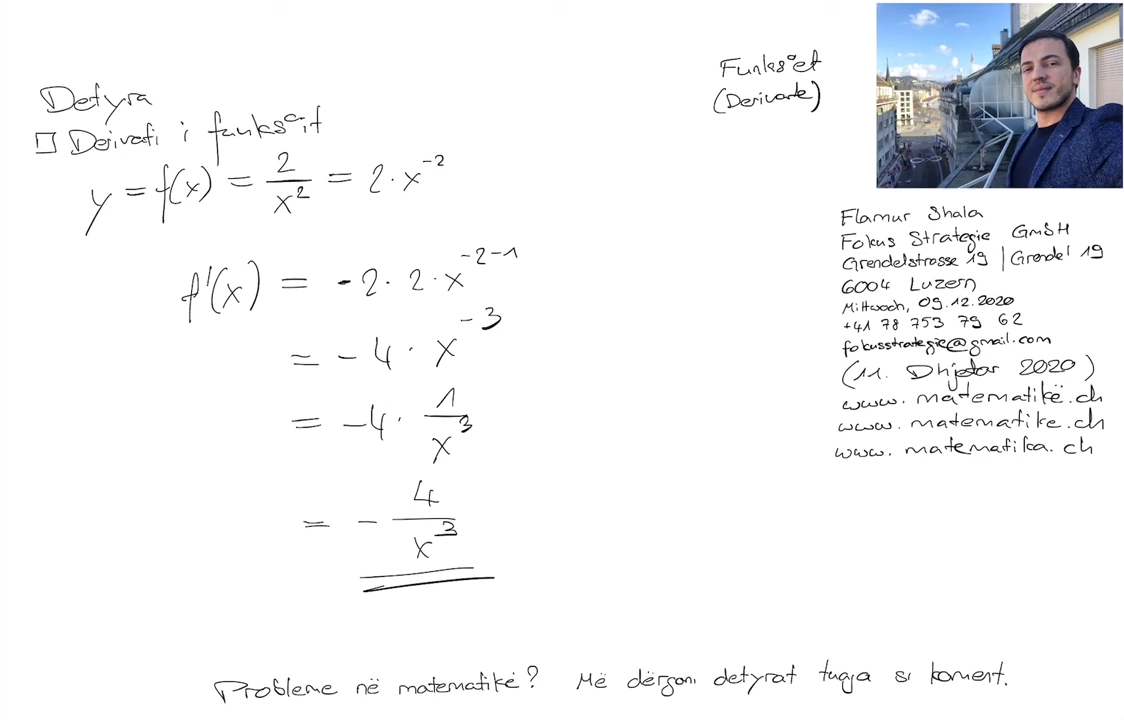 Detyra
□ Derivati i funksionit
y = f(x) = 2/x² = 2 · x⁻²
f'(x) = -2 · 2 · x⁻²⁻¹
= -4 · x⁻³
= -4 · 1/x³
= - 4/x³
Funksionet
(Derivate)
Flamur Shala
Fokus Strategie GmbH
Grendelstrasse 19 | Grendel 19
6004 Luzern
Mittwoch, 09.12.2020
+41 78 753 79 62
fokusstrategie@gmail.com
(11. Dhjetor 2020)
www.matematikë.ch
www.matematike.ch
www.matematika.ch
Probleme në matematikë? Më dërgoni detyrat tuaja si koment.